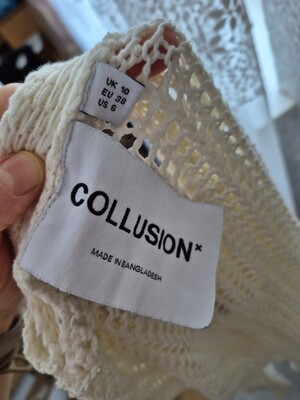 UK 10
EU 38
US 6
COLLUSION×
MADE IN BANGLADESH